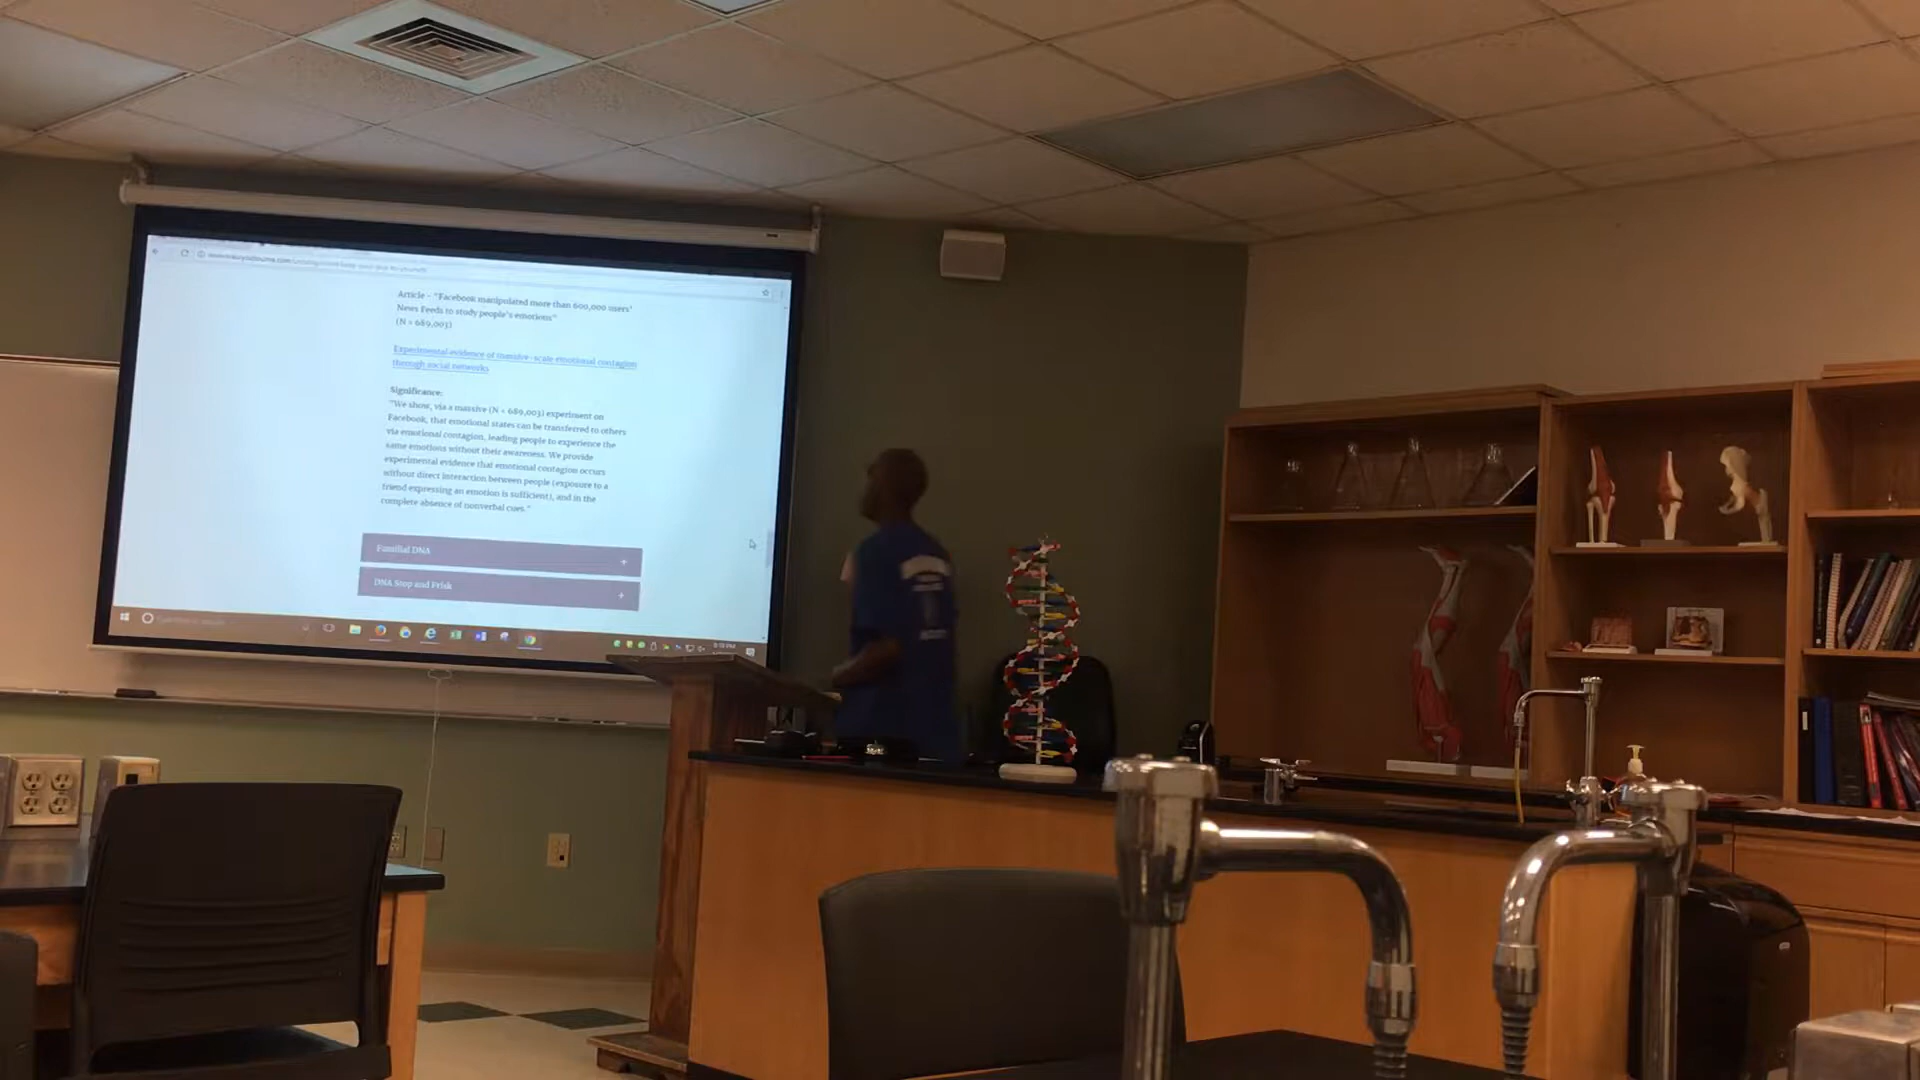 Article - "Facebook manipulated more than 600,000 users'
News Feeds to study people's emotions"
(N = 689,003)
Experimental evidence of massive-scale emotional contagion
through social networks
Significance:
"We show, via a massive (N = 689,003) experiment on
Facebook, that emotional states can be transferred to others
via emotional contagion, leading people to experience the
same emotions without their awareness. We provide
experimental evidence that emotional contagion occurs
without direct interaction between people (exposure to a
friend expressing an emotion is sufficient), and in the
complete absence of nonverbal cues."
Familial DNA +
DNA Stop and Frisk +